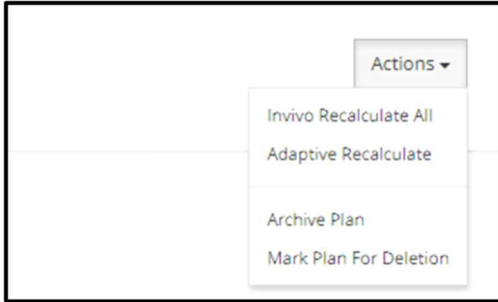 Actions
Invivo Recalculate All
Adaptive Recalculate
Archive Plan
Mark Plan For Deletion